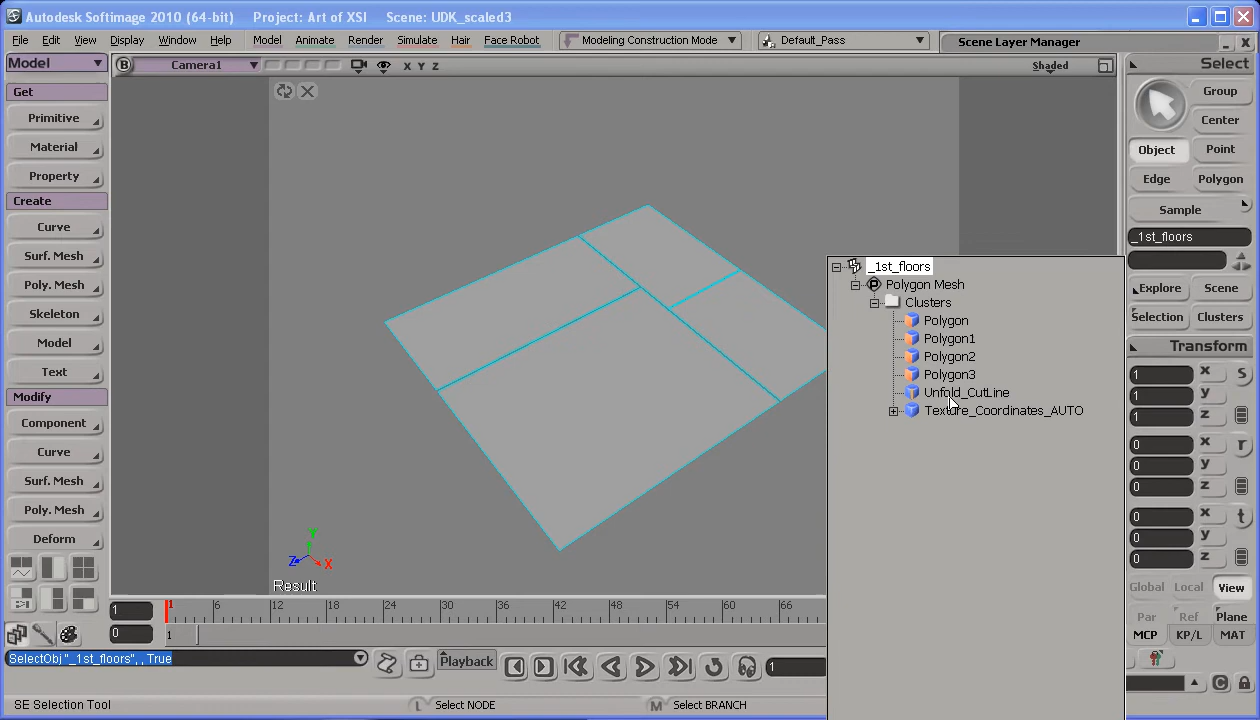 Autodesk Softimage 2010 (64-bit) Project: Art of XSI Scene: UDK_scaled3
File Edit View Display Window Help Model Animate Render Simulate Hair Face Robot Modeling Construction Mode Default_Pass Scene Layer Manager
Model B Camera1 X Y Z Shaded Select
Get Group
Primitive Center
Material Object Point
Property Edge Polygon
Create Sample
Curve _1st_floors
Surf. Mesh
Poly. Mesh Explore Scene
Skeleton Selection Clusters
Model Transform
Text
Modify
Component
Curve
Surf. Mesh
Poly. Mesh
Deform
_1st_floors
Polygon Mesh
Clusters
Polygon
Polygon1
Polygon2
Polygon3
Unfold_CutLine
Texture_Coordinates_AUTO
1 x s
1 y
1 z
0 x r
0 y
0 z
0 x t
0 y
0 z
Y
Z X
Result
Global Local View
Par Ref Plane
MCP KP/L MAT
1 1 6 12 18 24 30 36 42 48 54 60 66
0 1
SelectObj "_1st_floors", , True Playback 1
SE Selection Tool L Select NODE M Select BRANCH